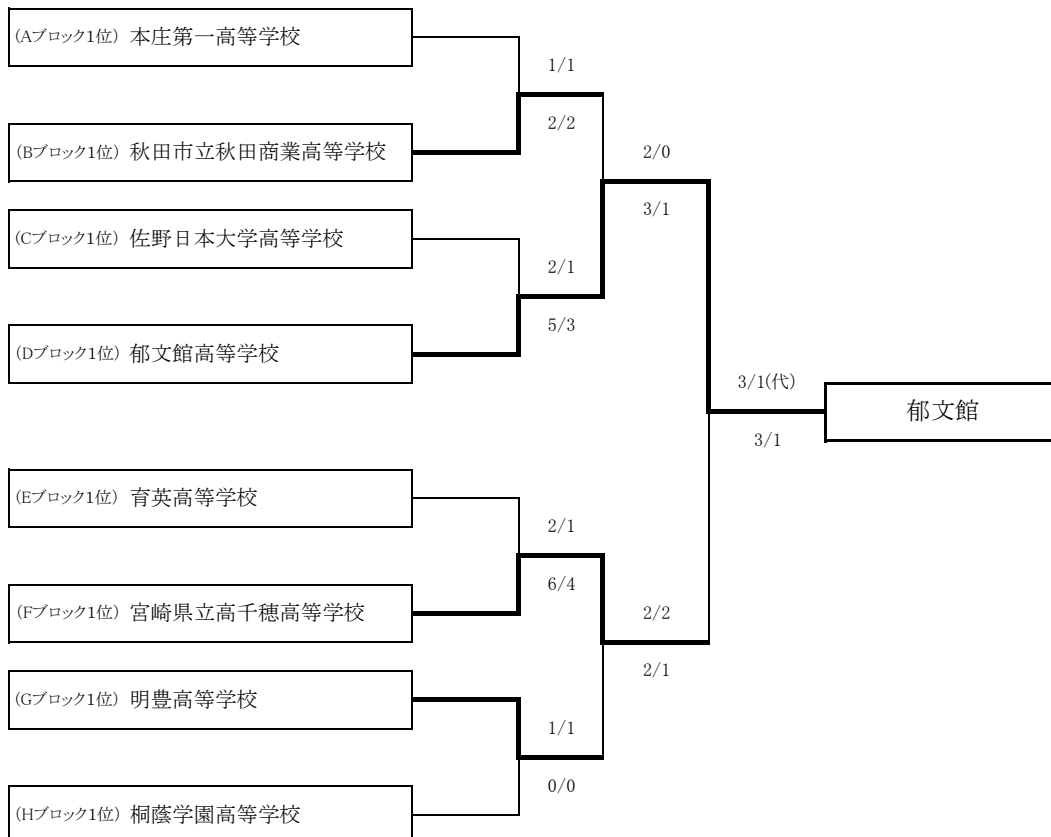 (Aブロック1位) 本庄第一高等学校
1/1
2/2
(Bブロック1位) 秋田市立秋田商業高等学校
2/0
3/1
(Cブロック1位) 佐野日本大学高等学校
2/1
5/3
(Dブロック1位) 郁文館高等学校
3/1(代)
郁文館
3/1
(Eブロック1位) 育英高等学校
2/1
6/4
(Fブロック1位) 宮崎県立高千穂高等学校
2/2
2/1
(Gブロック1位) 明豊高等学校
1/1
0/0
(Hブロック1位) 桐蔭学園高等学校